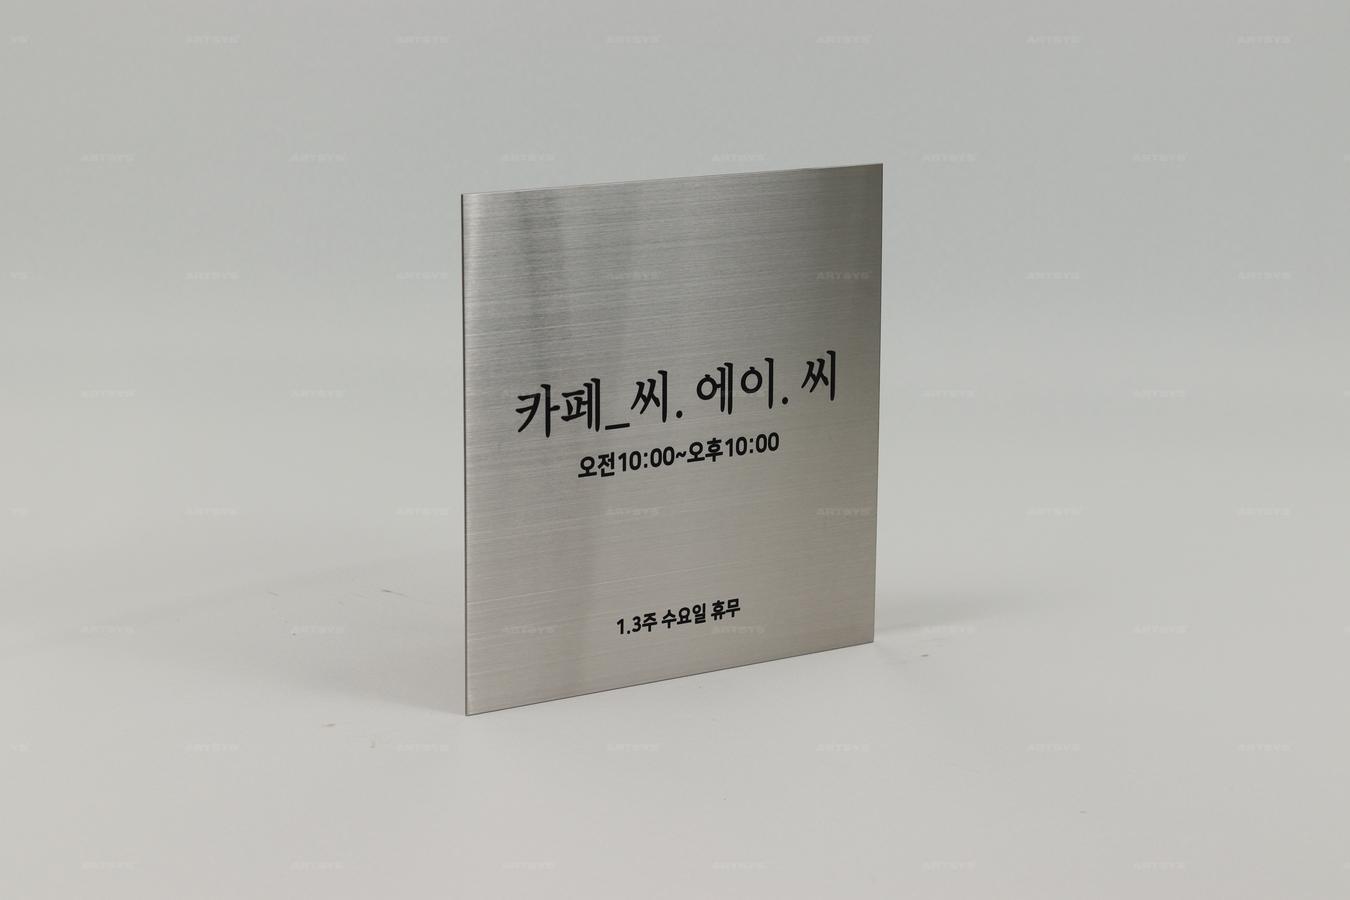 카페_씨. 에이. 씨
오전10:00~오후10:00
1.3주 수요일 휴무